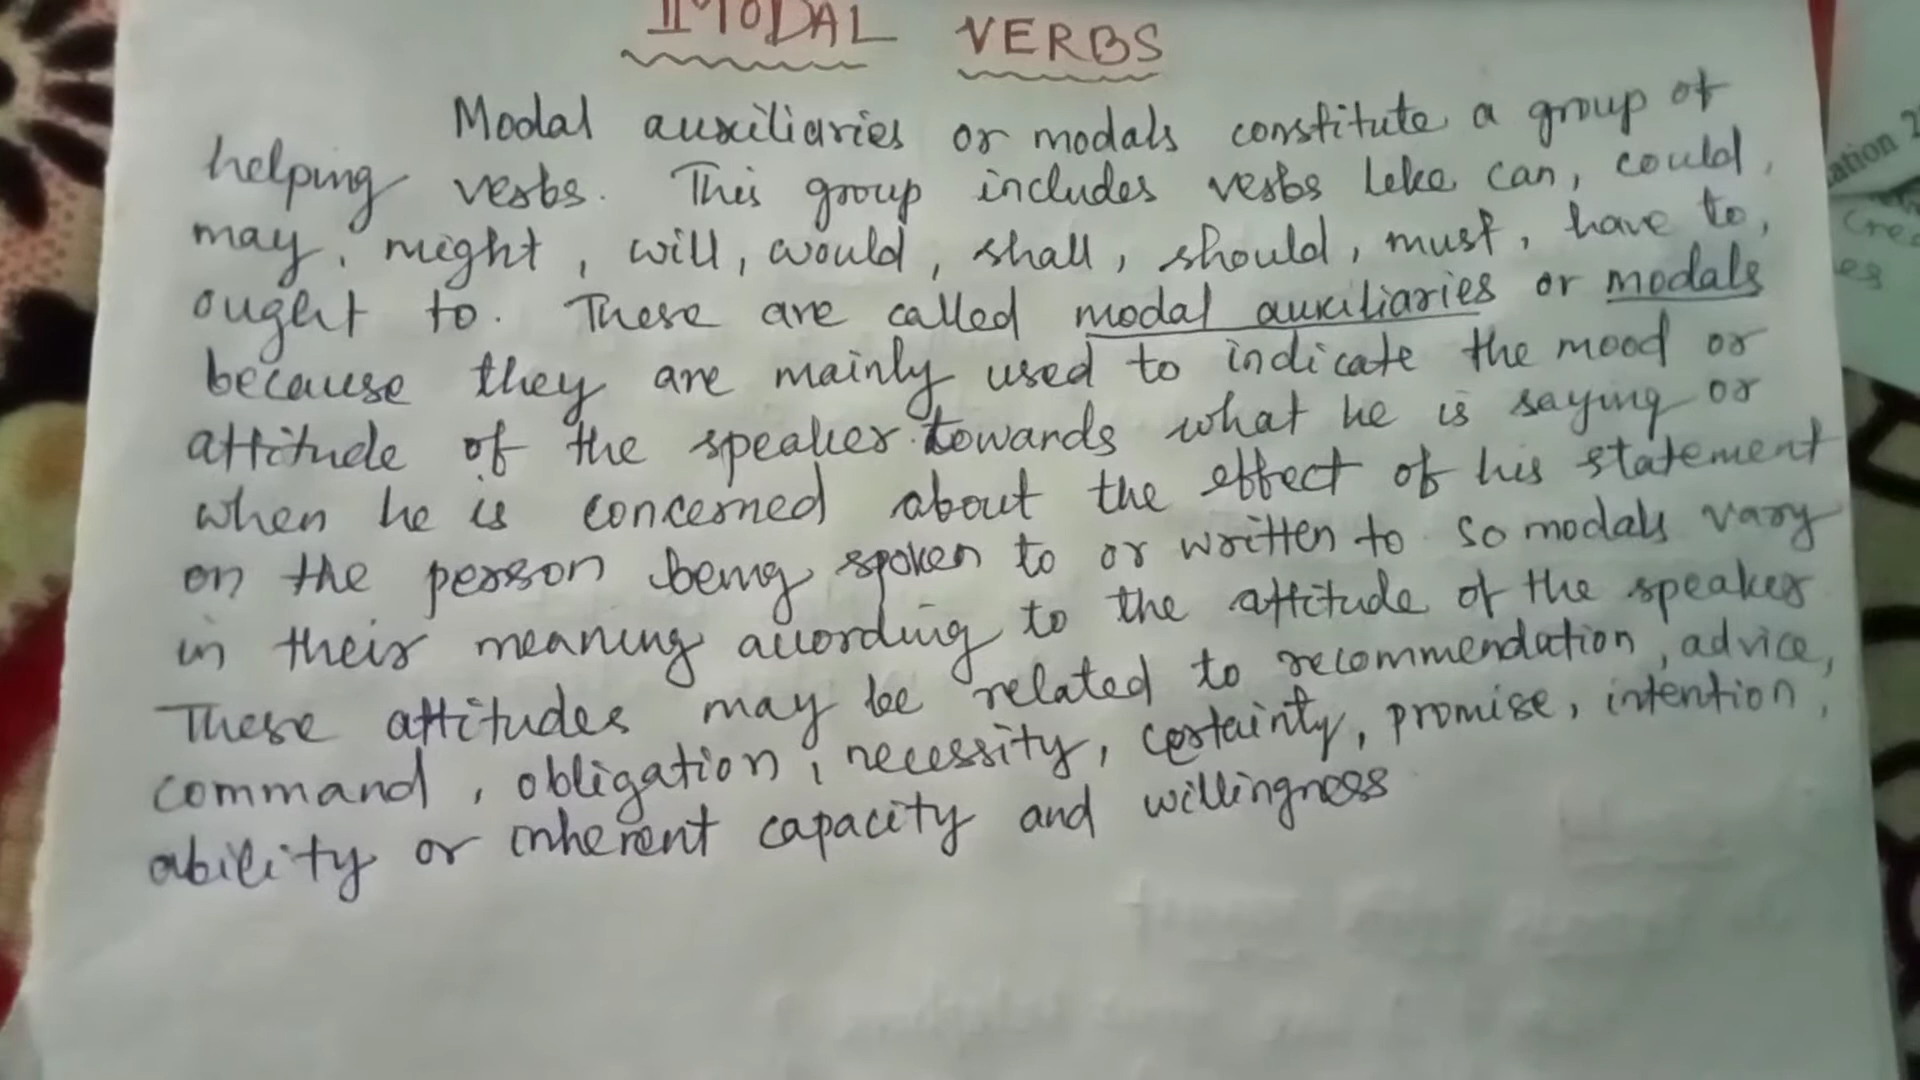 MODAL VERBS
Modal auxiliaries or modals constitute a group of
helping verbs. This group includes verbs like can, could,
may, might, will, would, shall, should, must, have to,
ought to. These are called modal auxiliaries or modals
because they are mainly used to indicate the mood or
attitude of the speaker towards what he is saying or
when he is concerned about the effect of his statement
on the person being spoken to or written to. So modals vary
in their meaning according to the attitude of the speaker
These attitudes may be related to recommendation, advice,
command, obligation, necessity, certainty, promise, intention,
ability or inherent capacity and willingness
ation 2
Cre
es